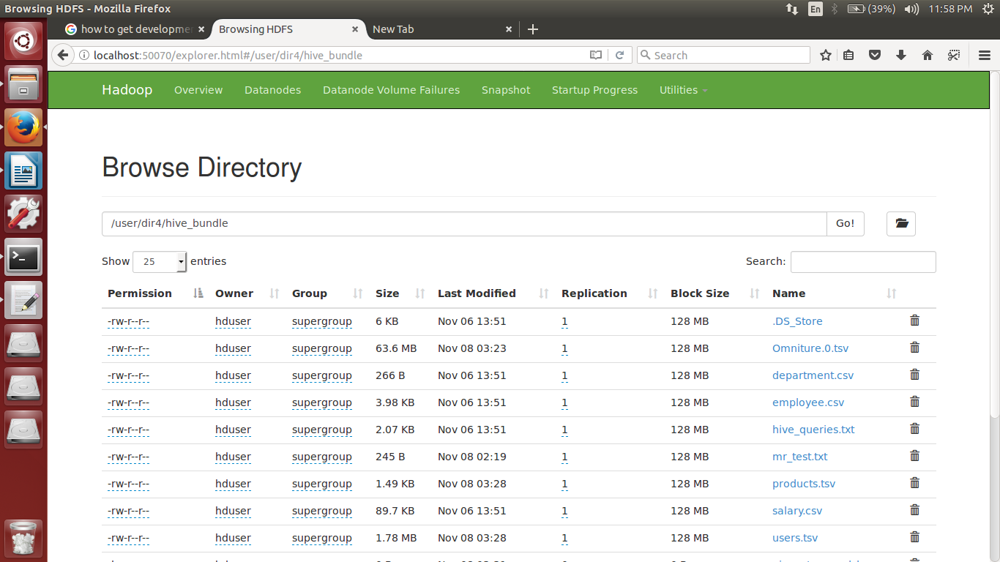 Browsing HDFS - Mozilla Firefox
En
(39%)
11:58 PM
how to get developme
Browsing HDFS
New Tab
localhost:50070/explorer.html#/user/dir4/hive_bundle
Search
Hadoop Overview Datanodes Datanode Volume Failures Snapshot Startup Progress Utilities
Browse Directory
/user/dir4/hive_bundle Go!
Show 25 entries Search:
Permission Owner Group Size Last Modified Replication Block Size Name
-rw-r--r-- hduser supergroup 6 KB Nov 06 13:51 1 128 MB .DS_Store
-rw-r--r-- hduser supergroup 63.6 MB Nov 08 03:23 1 128 MB Omniture.0.tsv
-rw-r--r-- hduser supergroup 266 B Nov 06 13:51 1 128 MB department.csv
-rw-r--r-- hduser supergroup 3.98 KB Nov 06 13:51 1 128 MB employee.csv
-rw-r--r-- hduser supergroup 2.07 KB Nov 06 13:51 1 128 MB hive_queries.txt
-rw-r--r-- hduser supergroup 245 B Nov 08 02:19 1 128 MB mr_test.txt
-rw-r--r-- hduser supergroup 1.49 KB Nov 08 03:28 1 128 MB products.tsv
-rw-r--r-- hduser supergroup 89.7 KB Nov 06 13:51 1 128 MB salary.csv
-rw-r--r-- hduser supergroup 1.78 MB Nov 08 03:28 1 128 MB users.tsv